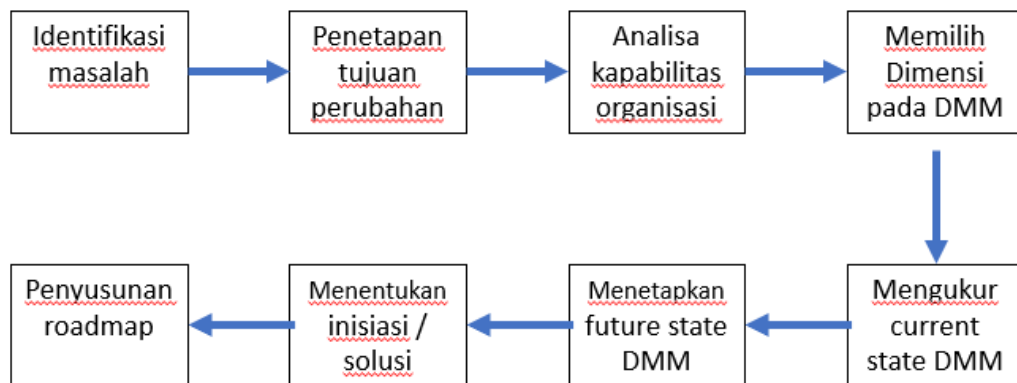 Identifikasi
masalah
Penetapan
tujuan
perubahan
Analisa
kapabilitas
organisasi
Memilih
Dimensi
pada DMM
Mengukur
current
state DMM
Menetapkan
future state
DMM
Menentukan
inisiasi /
solusi
Penyusunan
roadmap